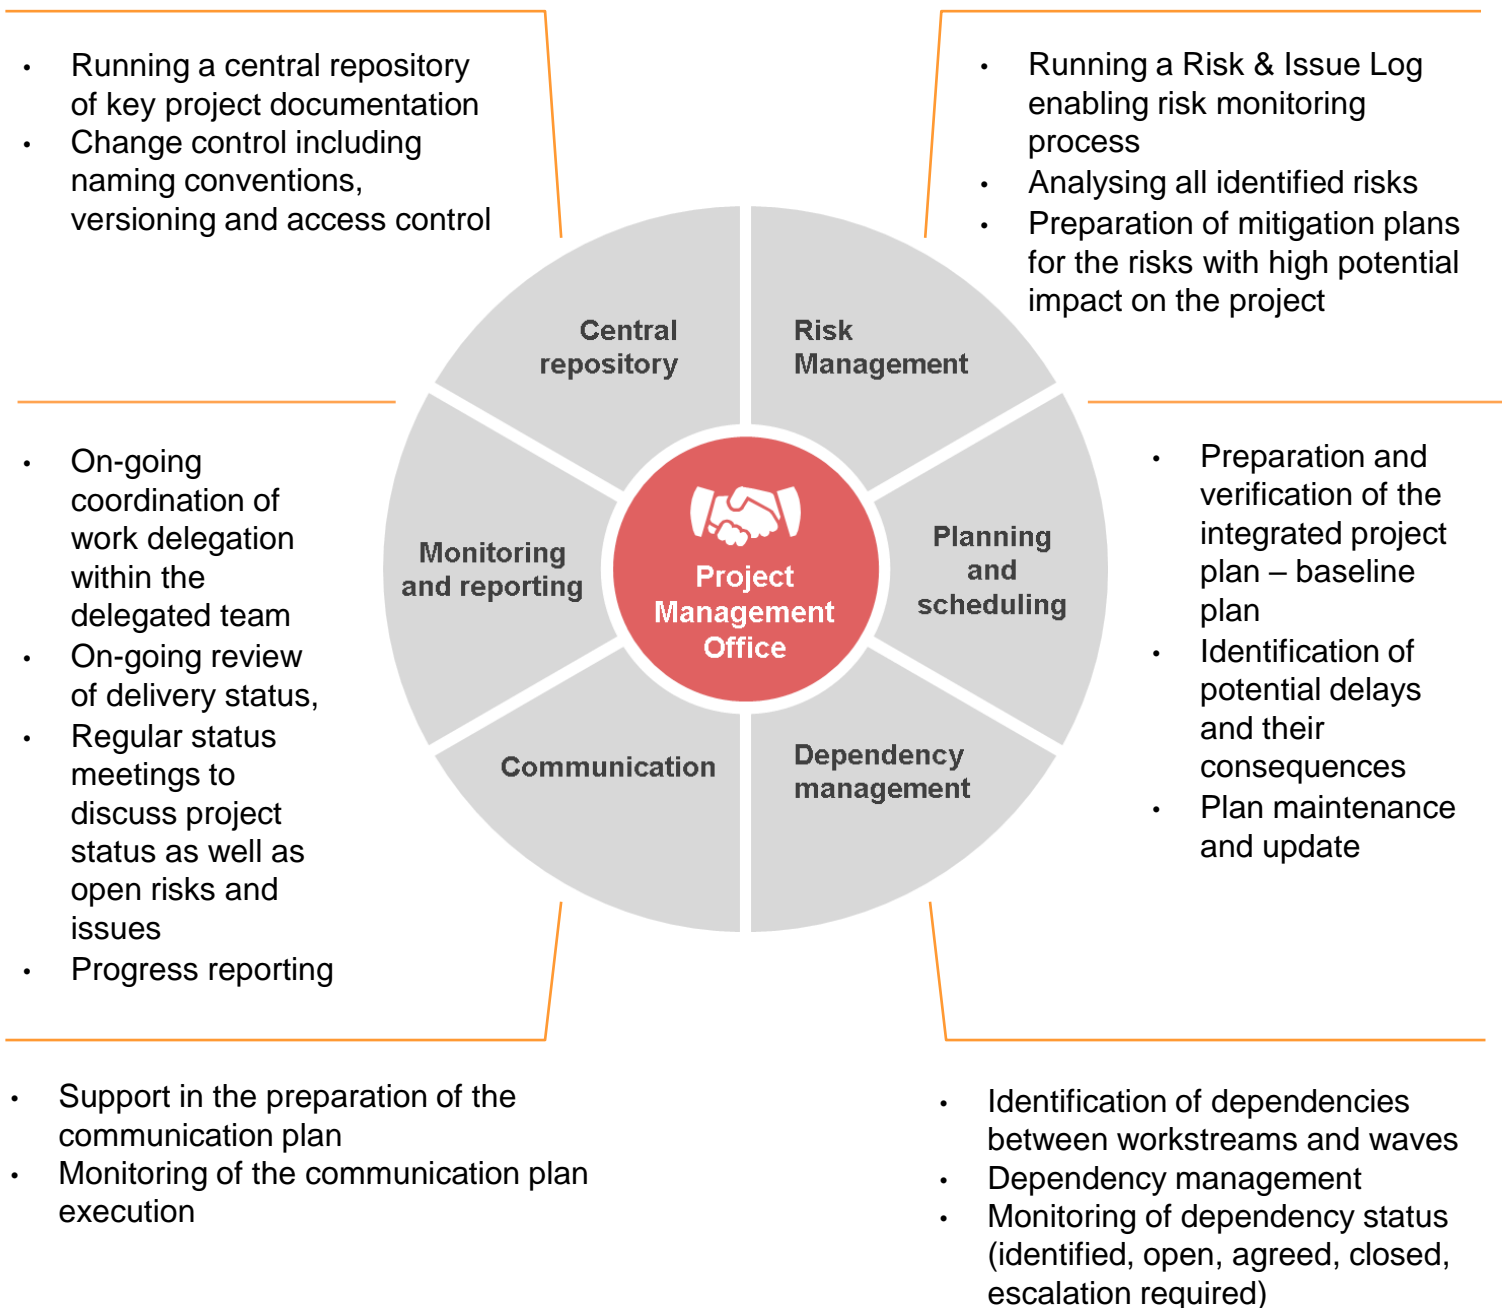 • Running a central repository
of key project documentation
• Change control including
naming conventions,
versioning and access control
• Running a Risk & Issue Log
enabling risk monitoring
process
• Analysing all identified risks
• Preparation of mitigation plans
for the risks with high potential
impact on the project
Central
repository
Risk
Management
• On-going
coordination of
work delegation
within the
delegated team
• On-going review
of delivery status,
• Regular status
meetings to
discuss project
status as well as
open risks and
issues
• Progress reporting
Monitoring
and reporting
Project
Management
Office
Planning
and
scheduling
• Preparation and
verification of the
integrated project
plan – baseline
plan
• Identification of
potential delays
and their
consequences
• Plan maintenance
and update
Communication
Dependency
management
• Support in the preparation of the
communication plan
• Monitoring of the communication plan
execution
• Identification of dependencies
between workstreams and waves
• Dependency management
• Monitoring of dependency status
(identified, open, agreed, closed,
escalation required)